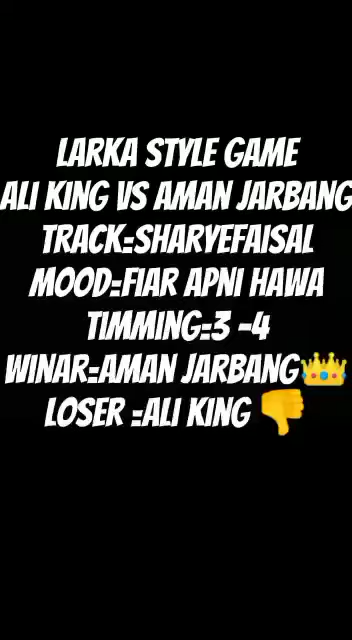 LARKA STYLE GAME
ALI KING VS AMAN JARBANG
TRACK=SHARYEFAISAL
MOOD=FIAR APNI HAWA
TIMMING=3 -4
WINAR=AMAN JARBANG👑
LOSER =ALI KING 👎